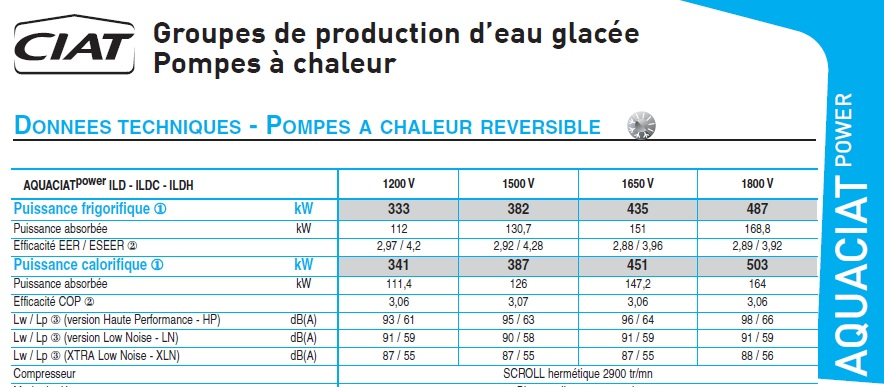 CIAT
Groupes de production d'eau glacée
Pompes à chaleur
DONNEES TECHNIQUES - POMPES A CHALEUR REVERSIBLE
AQUACIATpower ILD - ILDC - ILDH 1200 V 1500 V 1650 V 1800 V
Puissance frigorifique ① kW 333 382 435 487
Puissance absorbée kW 112 130,7 151 168,8
Efficacité EER / ESEER ② 2,97 / 4,2 2,92 / 4,28 2,88 / 3,96 2,89 / 3,92
Puissance calorifique ① kW 341 387 451 503
Puissance absorbée kW 111,4 126 147,2 164
Efficacité COP ② 3,06 3,07 3,06 3,06
Lw / Lp ③ (version Haute Performance - HP) dB(A) 93 / 61 95 / 63 96 / 64 98 / 66
Lw / Lp ③ (version Low Noise - LN) dB(A) 91 / 59 90 / 58 91 / 59 91 / 59
Lw / Lp ③ (XTRA Low Noise - XLN) dB(A) 87 / 55 87 / 55 87 / 55 88 / 56
Compresseur SCROLL hermétique 2900 tr/mn
AQUACIAT POWER